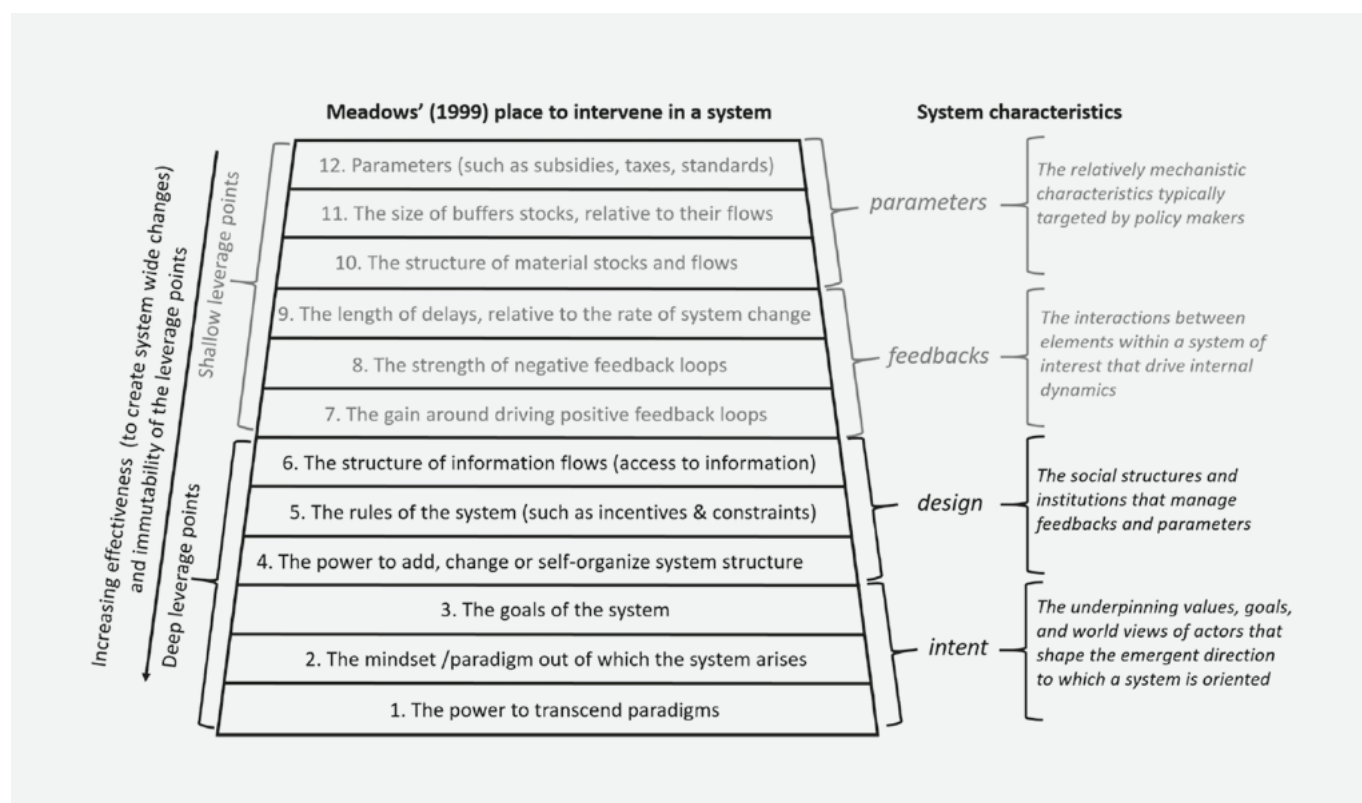 Meadows' (1999) place to intervene in a system
System characteristics
Increasing effectiveness (to create system wide changes)
and immutability of the leverage points
Shallow leverage points
Deep leverage points
12. Parameters (such as subsidies, taxes, standards)
11. The size of buffers stocks, relative to their flows
10. The structure of material stocks and flows
9. The length of delays, relative to the rate of system change
8. The strength of negative feedback loops
7. The gain around driving positive feedback loops
6. The structure of information flows (access to information)
5. The rules of the system (such as incentives & constraints)
4. The power to add, change or self-organize system structure
3. The goals of the system
2. The mindset /paradigm out of which the system arises
1. The power to transcend paradigms
parameters
The relatively mechanistic
characteristics typically
targeted by policy makers
feedbacks
The interactions between
elements within a system of
interest that drive internal
dynamics
design
The social structures and
institutions that manage
feedbacks and parameters
intent
The underpinning values, goals,
and world views of actors that
shape the emergent direction
to which a system is oriented